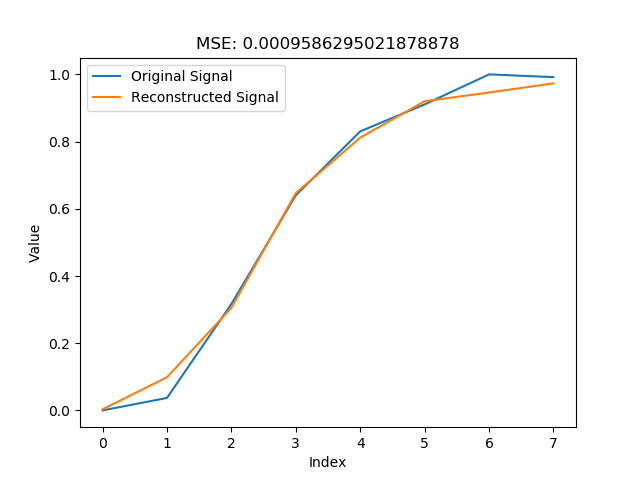 MSE: 0.0009586295021878878
Original Signal
Reconstructed Signal
1.0
0.8
0.6
0.4
0.2
0.0
Value
0 1 2 3 4 5 6 7
Index